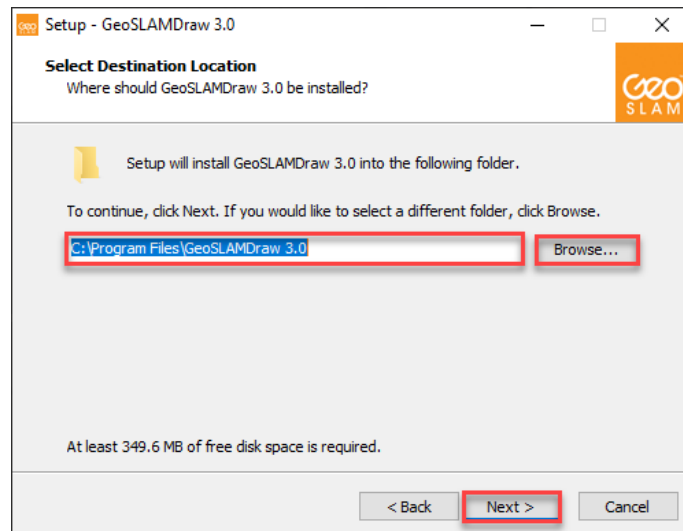 Geo Setup - GeoSLAMDraw 3.0
Select Destination Location
Where should GeoSLAMDraw 3.0 be installed?
Geo
SLAM
Setup will install GeoSLAMDraw 3.0 into the following folder.
To continue, click Next. If you would like to select a different folder, click Browse.
C:\Program Files\GeoSLAMDraw 3.0 Browse...
At least 349.6 MB of free disk space is required.
< Back Next > Cancel